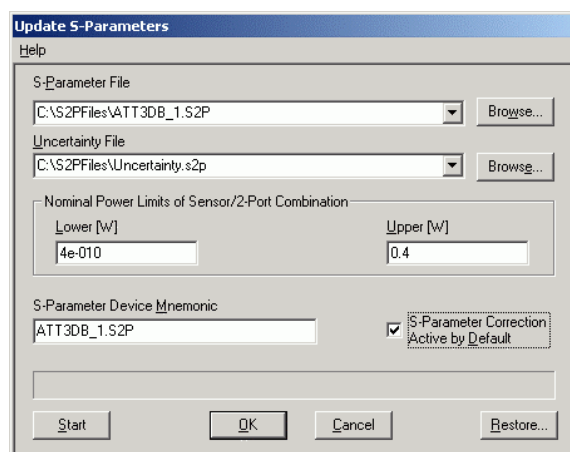 Update S-Parameters
Help
S-Parameter File
C:\S2PFiles\ATT3DB_1.S2P
Browse...
Uncertainty File
C:\S2PFiles\Uncertainty.s2p
Browse...
Nominal Power Limits of Sensor/2-Port Combination
Lower [W]
Upper [W]
4e-010
0.4
S-Parameter Device Mnemonic
ATT3DB_1.S2P
S-Parameter Correction
Active by Default
Start
OK
Cancel
Restore...